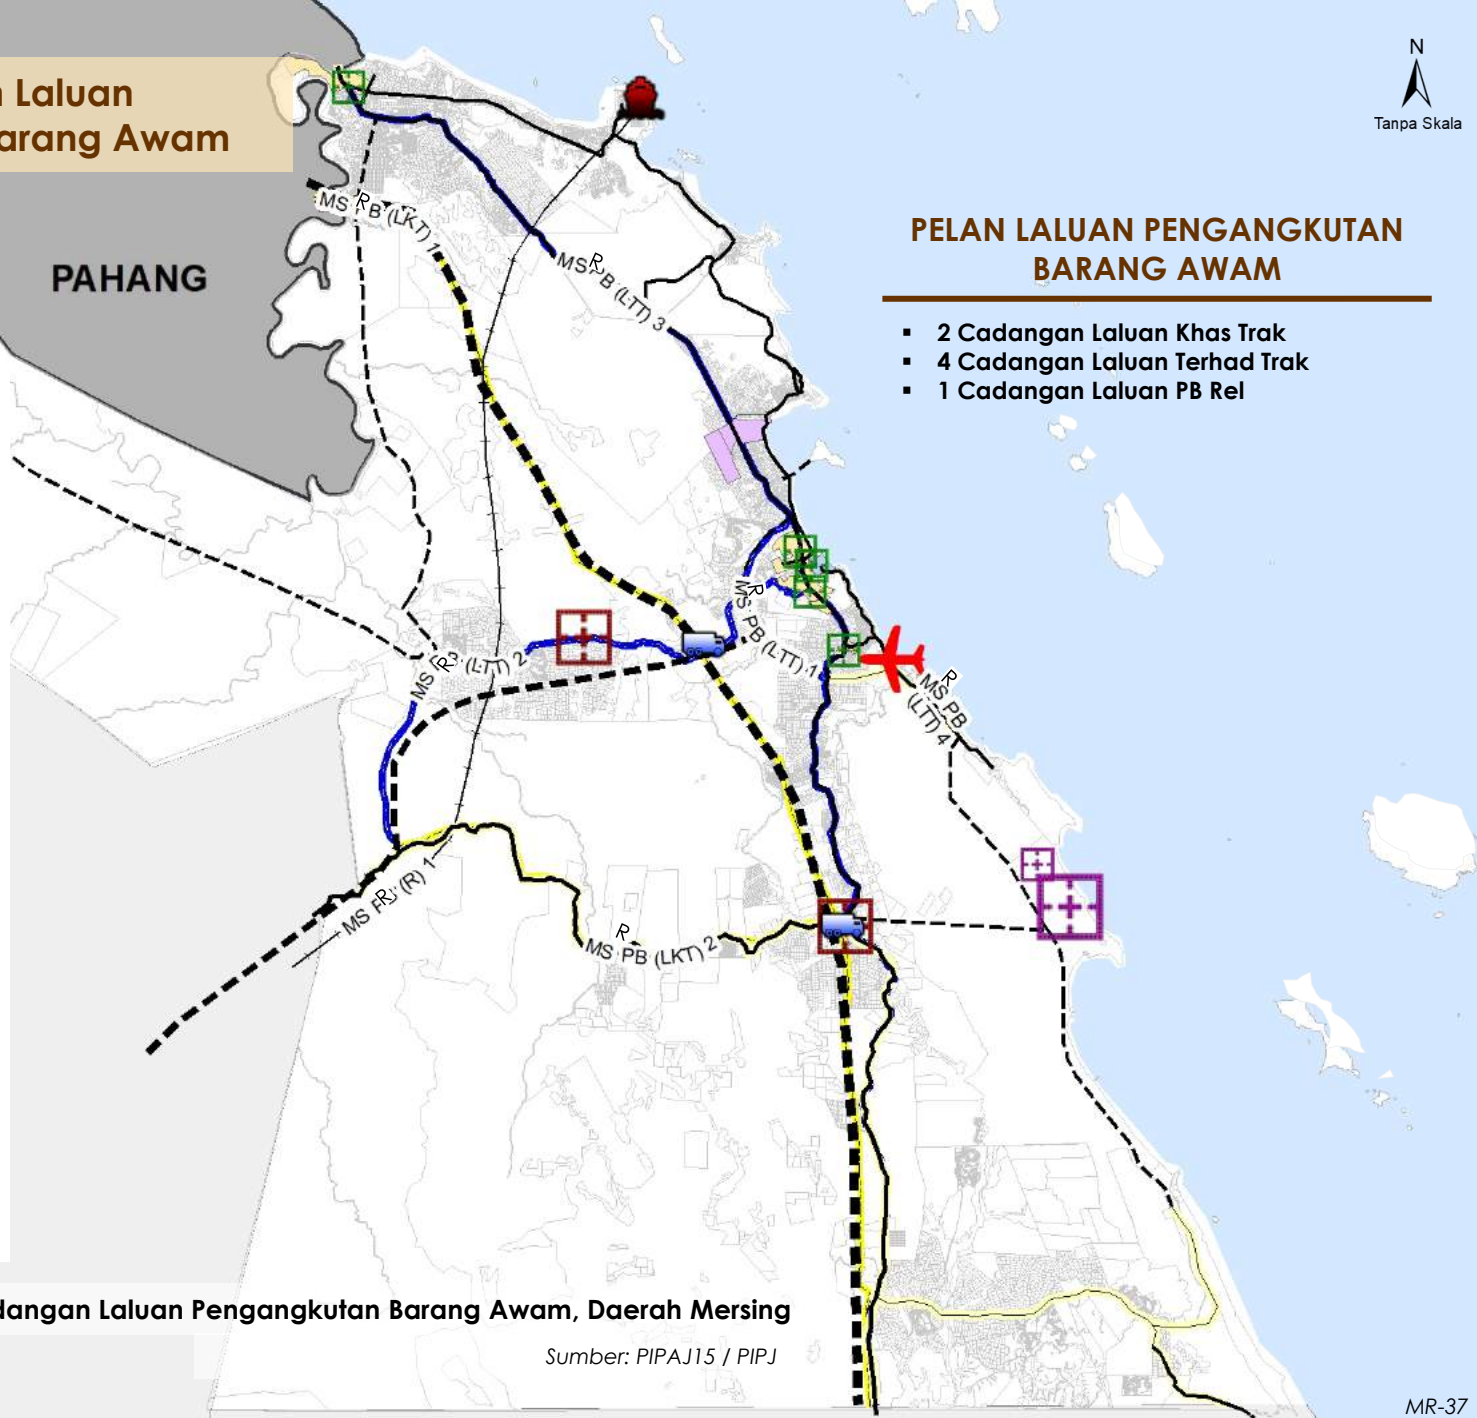 n Laluan
arang Awam
N
Tanpa Skala
PELAN LALUAN PENGANGKUTAN
BARANG AWAM
▪ 2 Cadangan Laluan Khas Trak
▪ 4 Cadangan Laluan Terhad Trak
▪ 1 Cadangan Laluan PB Rel
PAHANG
MS PB (LKT) 1
R
MS PB (LTT) 3
R
MS PB (LTT) 1
R
MS (LTT) 2
R
MS PB
(LTT) 4
R
MS (R) 1
R
MS PB (LKT) 2
R
dangan Laluan Pengangkutan Barang Awam, Daerah Mersing
Sumber: PIPAJ15 / PIPJ
MR-37